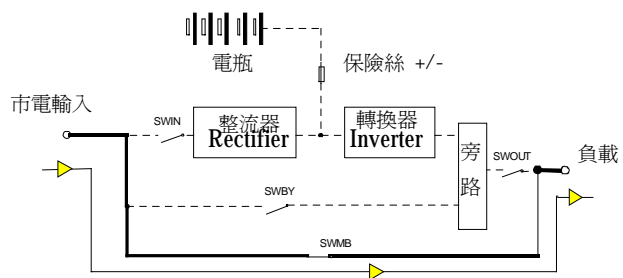 電瓶
保險絲 +/-
市電輸入
SWIN
整流器
Rectifier
轉換器
Inverter
旁
路
SWOUT
負載
SWBY
SWMB